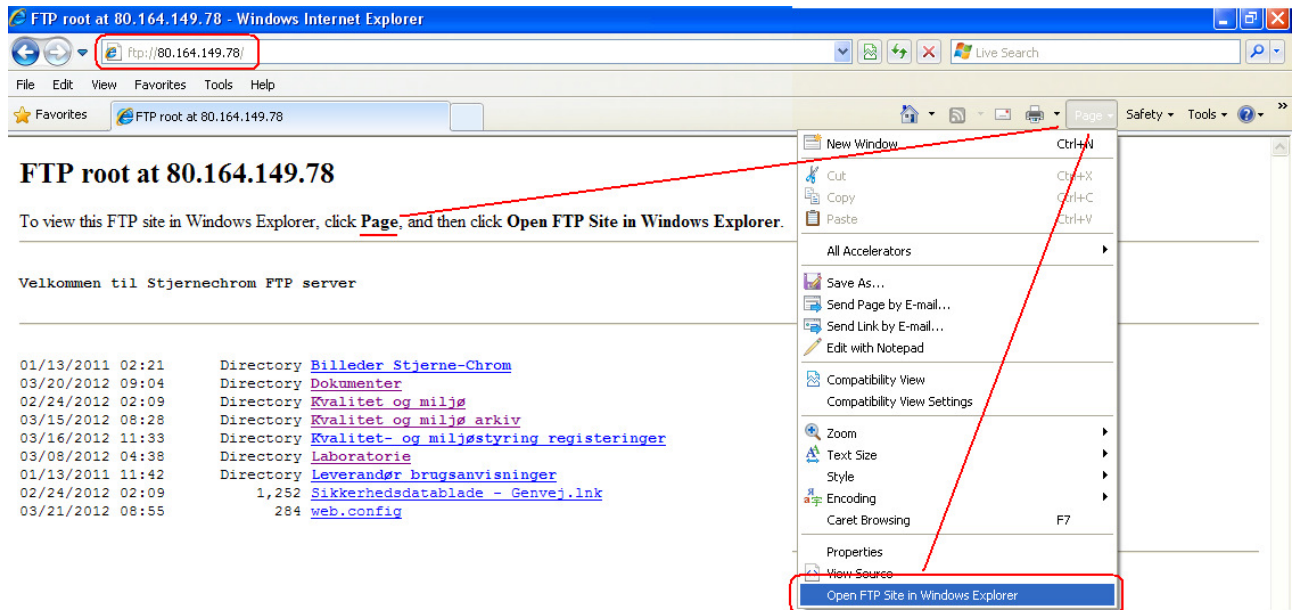 FTP root at 80.164.149.78 - Windows Internet Explorer
ftp://80.164.149.78/
Live Search
File Edit View Favorites Tools Help
Favorites FTP root at 80.164.149.78 Page Safety Tools
FTP root at 80.164.149.78
To view this FTP site in Windows Explorer, click Page, and then click Open FTP Site in Windows Explorer.
Velkommen til Stjernechrom FTP server
01/13/2011 02:21 Directory Billeder Stjerne-Chrom
03/20/2012 09:04 Directory Dokumenter
02/24/2012 02:09 Directory Kvalitet og miljø
03/15/2012 08:28 Directory Kvalitet og miljø arkiv
03/16/2012 11:33 Directory Kvalitet- og miljøstyring registeringer
03/08/2012 04:38 Directory Laboratorie
01/13/2011 11:42 Directory Leverandør brugsanvisninger
02/24/2012 02:09 1,252 Sikkerhedsdatablade - Genvej.lnk
03/21/2012 08:55 284 web.config
New Window Ctrl+N
Cut Ctrl+X
Copy Ctrl+C
Paste Ctrl+V
All Accelerators
Save As...
Send Page by E-mail...
Send Link by E-mail...
Edit with Notepad
Compatibility View
Compatibility View Settings
Zoom
Text Size
Style
Encoding
Caret Browsing F7
Properties
View Source
Open FTP Site in Windows Explorer